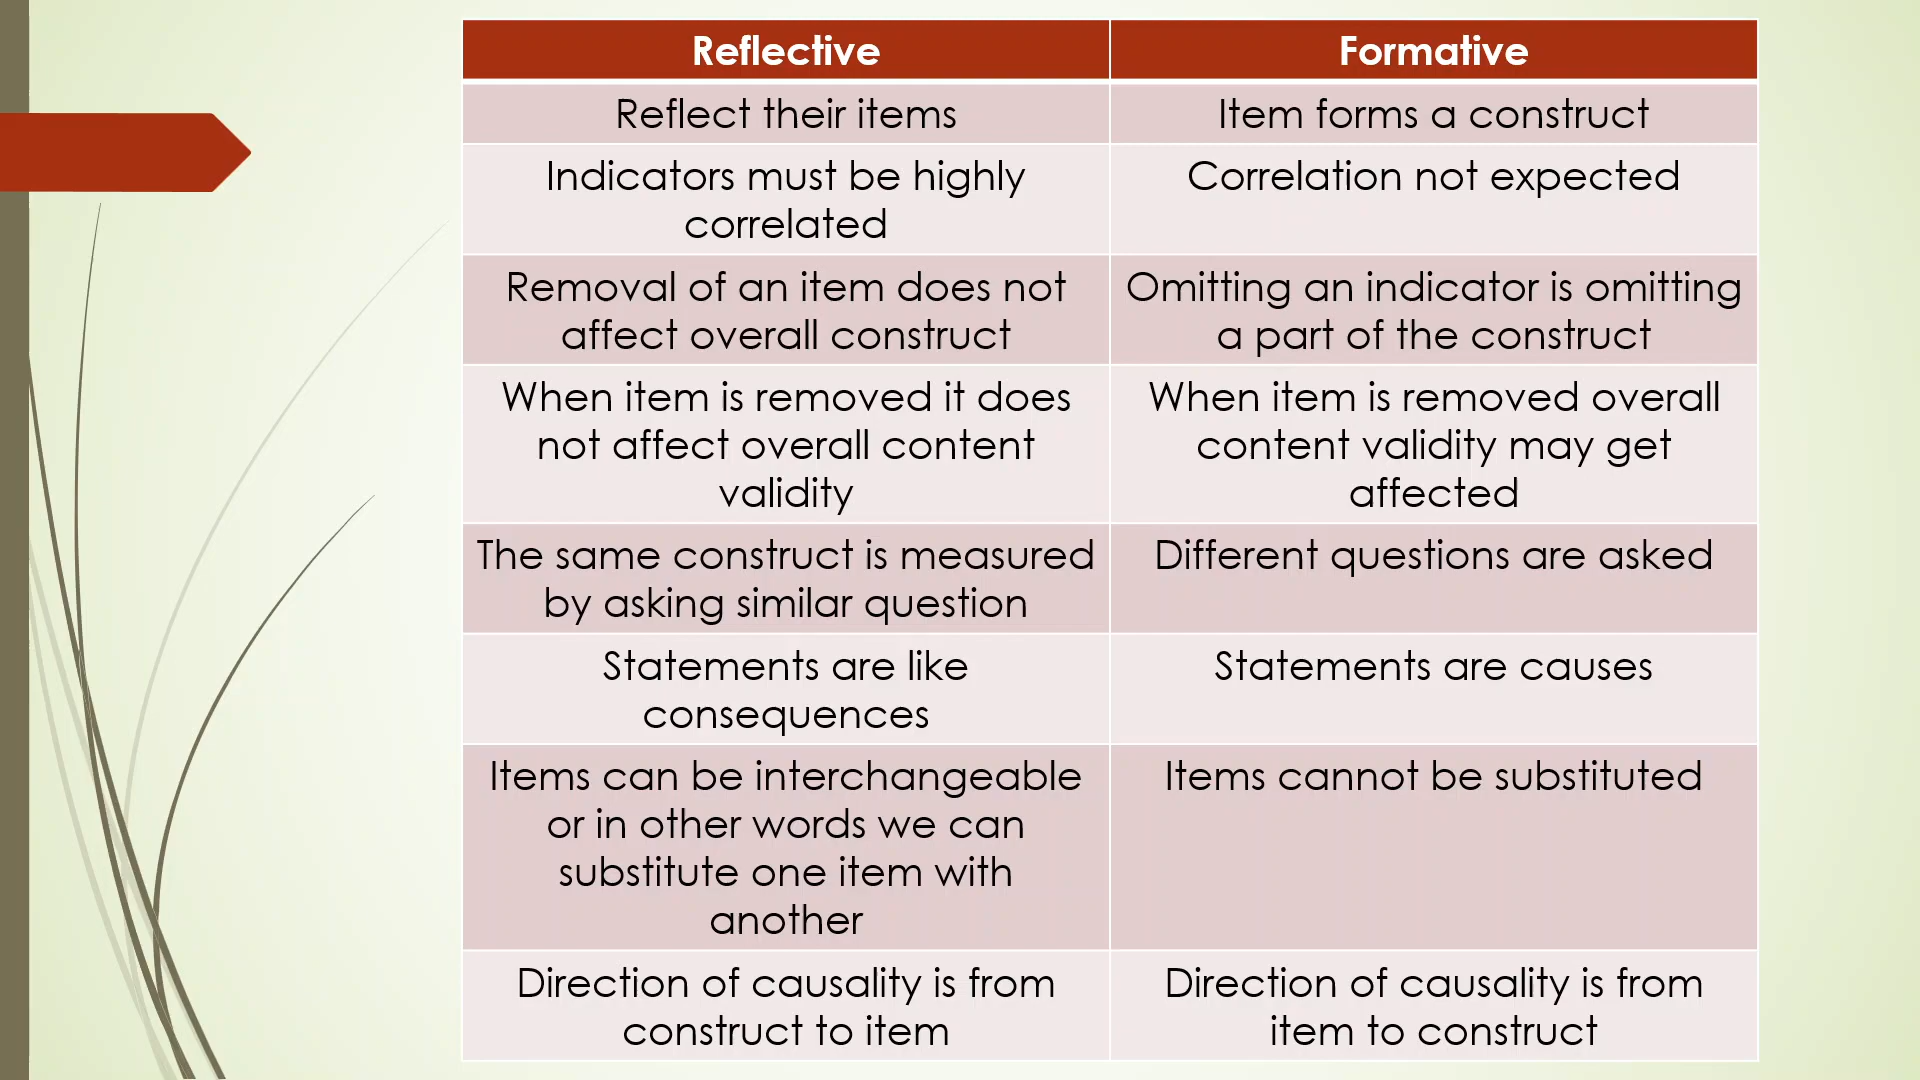 Reflective
Formative
Reflect their items
Item forms a construct
Indicators must be highly
correlated
Correlation not expected
Removal of an item does not
affect overall construct
Omitting an indicator is omitting
a part of the construct
When item is removed it does
not affect overall content
validity
When item is removed overall
content validity may get
affected
The same construct is measured
by asking similar question
Different questions are asked
Statements are like
consequences
Statements are causes
Items can be interchangeable
or in other words we can
substitute one item with
another
Items cannot be substituted
Direction of causality is from
construct to item
Direction of causality is from
item to construct